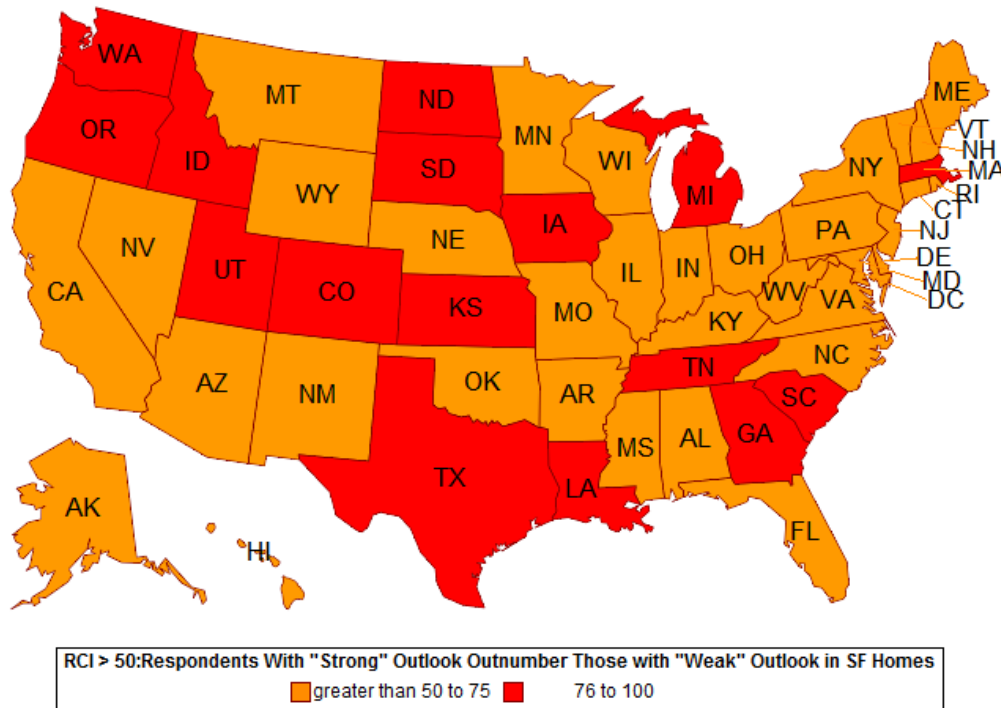 WA
MT
ND
MN
ME
VT
NH
MA
RI
CT
NJ
DE
MD
DC
OR
ID
WY
SD
WI
MI
NY
NV
UT
CO
NE
IA
IL
IN
OH
PA
CA
KS
MO
KY
WV
VA
AZ
NM
OK
AR
TN
NC
SC
TX
LA
MS
AL
GA
FL
AK
HI
RCI > 50:Respondents With "Strong" Outlook Outnumber Those with "Weak" Outlook in SF Homes
greater than 50 to 75 76 to 100